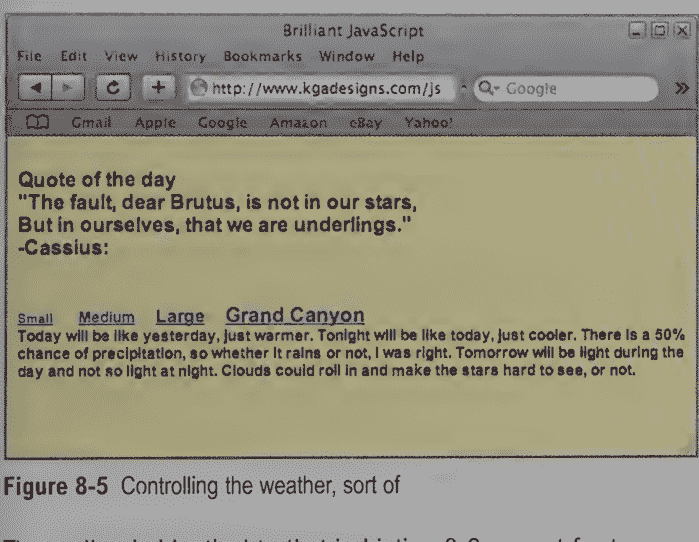 Brilliant JavaScript
File Edit View History Bookmarks Window Help
http://www.kgadesigns.com/js Google
Gmail Apple Google Amazon eBay Yahoo!
Quote of the day
"The fault, dear Brutus, is not in our stars,
But in ourselves, that we are underlings."
-Cassius:
Small Medium Large Grand Canyon
Today will be like yesterday, just warmer. Tonight will be like today, just cooler. There is a 50%
chance of precipitation, so whether it rains or not, I was right. Tomorrow will be light during the
day and not so light at night. Clouds could roll in and make the stars hard to see, or not.
Figure 8-5 Controlling the weather, sort of